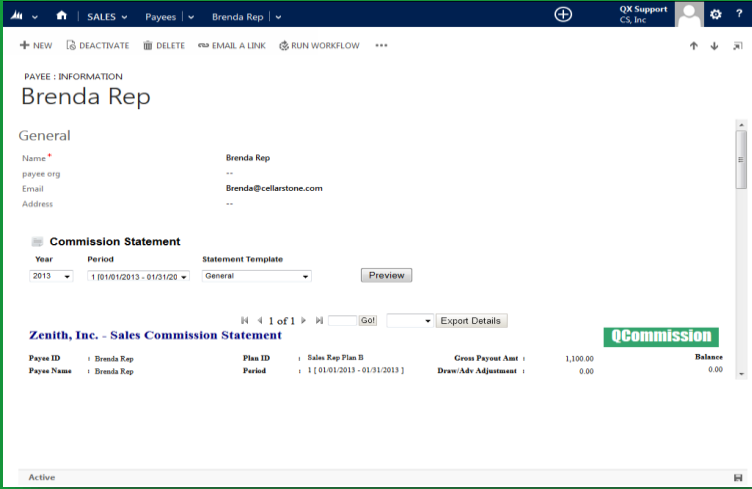 SALES Payees Brenda Rep QX Support ?
CS, Inc
NEW DEACTIVATE DELETE EMAIL A LINK RUN WORKFLOW •••
PAYEE : INFORMATION
Brenda Rep
General
Name * Brenda Rep
payee org --
Email Brenda@cellarstone.com
Address --
Commission Statement
Year Period Statement Template
2013 1 [01/01/2013 - 01/31/20 General Preview
1 of 1 Go! Export Details
Zenith, Inc. - Sales Commission Statement QCommission
Payee ID : Brenda Rep Plan ID : Sales Rep Plan B Gross Payout Amt : 1,100.00 Balance
Payee Name : Brenda Rep Period : 1 [ 01/01/2013 - 01/31/2013 ] Draw/Adv Adjustment : 0.00 0.00
Active